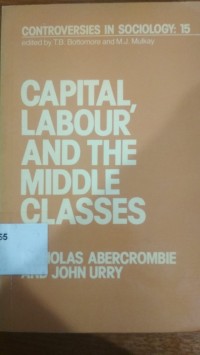 CONTROVERSIES IN SOCIOLOGY: 15
edited by T.B. Bottomore and M.J. Mulkay
CAPITAL,
LABOUR
AND THE
MIDDLE
CLASSES
55
HOLAS ABERCROMBIE
AND JOHN URRY